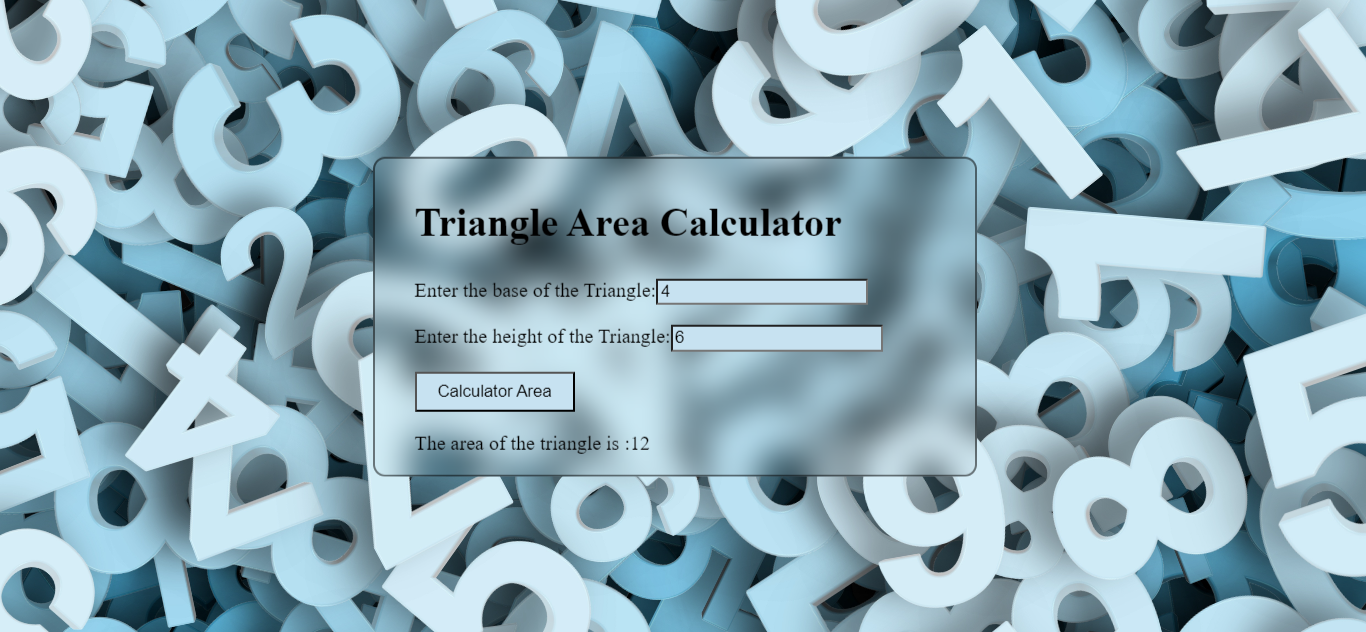 Triangle Area Calculator
Enter the base of the Triangle:4
Enter the height of the Triangle:6
Calculator Area
The area of the triangle is :12